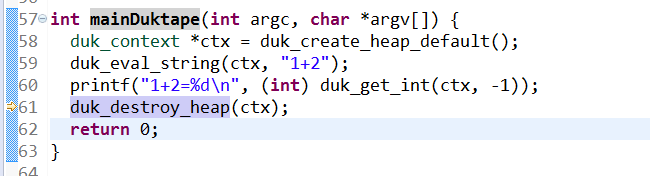 57 int mainDuktape(int argc, char *argv[]) {
58 duk_context *ctx = duk_create_heap_default();
59 duk_eval_string(ctx, "1+2");
60 printf("1+2=%d\n", (int) duk_get_int(ctx, -1));
61 duk_destroy_heap(ctx);
62 return 0;
63 }
64